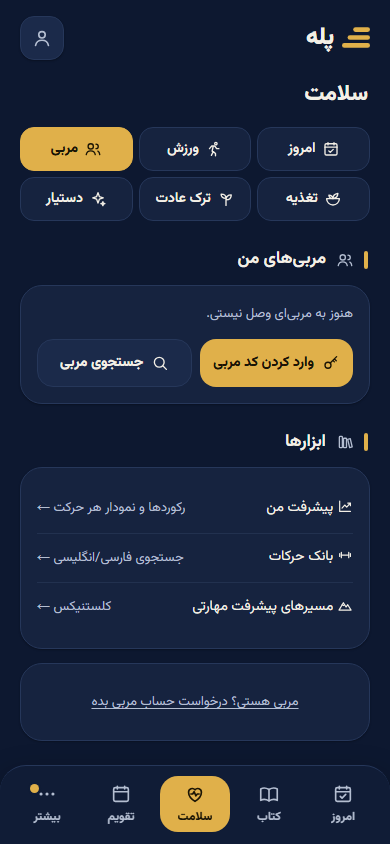 پله
سلامت
امروز
ورزش
مربی
تغذیه
ترک عادت
دستیار
مربی‌های من
هنوز به مربی‌ای وصل نیستی.
وارد کردن کد مربی
جستجوی مربی
ابزارها
پیشرفت من
رکوردها و نمودار هر حرکت ←
بانک حرکات
جستجوی فارسی/انگلیسی ←
مسیرهای پیشرفت مهارتی
کلستنیکس ←
مربی هستی؟ درخواست حساب مربی بده
امروز
کتاب
سلامت
تقویم
بیشتر